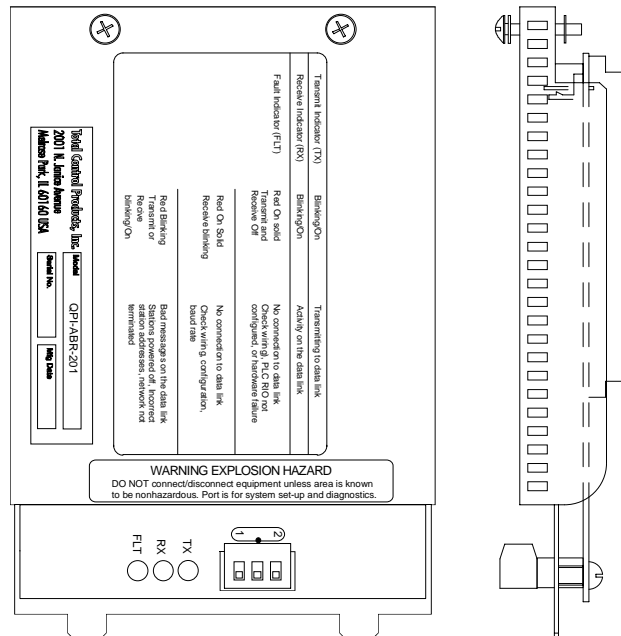 Transmit Indicator (TX) Blinking/On Transmitting to data link
Receive Indicator (RX) Blinking/On Activity on the data link
Fault Indicator (FLT) Red On solid No connection to data link
Transmit and Check wiring), PLC RIO not
Receive Off configured, or hardware failure
Red On Solid No connection to data link
Receive blinking Check wiring, configuration,
baud rate
Red Blinking Bad messages on the data link
Transmit or Stations powered off, Incorrect
Recive station addresses, network not
blinking/On terminated
Total Control Products, Inc.
2001 N. Janice Avenue
Melrose Park, IL 60160 USA
Model QPI-ABR-201
Serial No. Mfg Date
WARNING EXPLOSION HAZARD
DO NOT connect/disconnect equipment unless area is known
to be nonhazardous. Port is for system set-up and diagnostics.
1 2
FLT RX TX